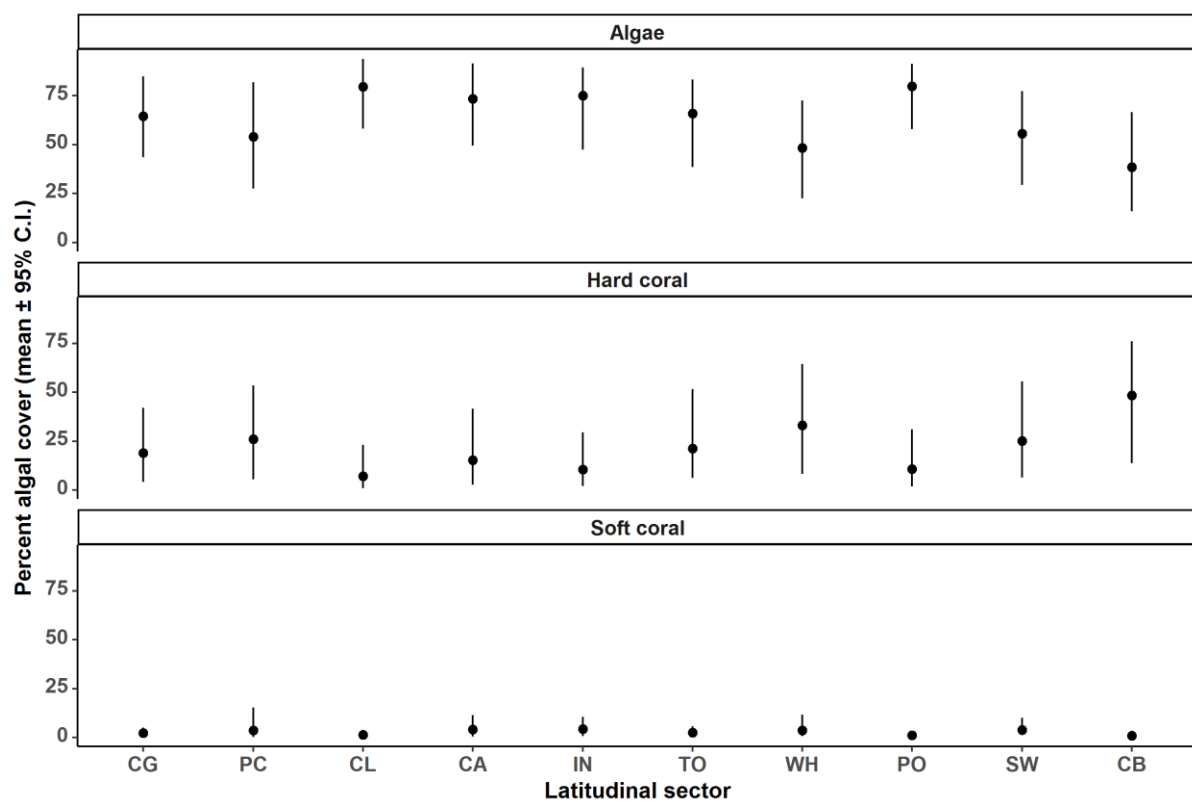 Algae
75
50
25
0
Hard coral
75
50
25
0
Soft coral
75
50
25
0
Percent algal cover (mean ± 95% C.I.)
CG PC CL CA IN TO WH PO SW CB
Latitudinal sector